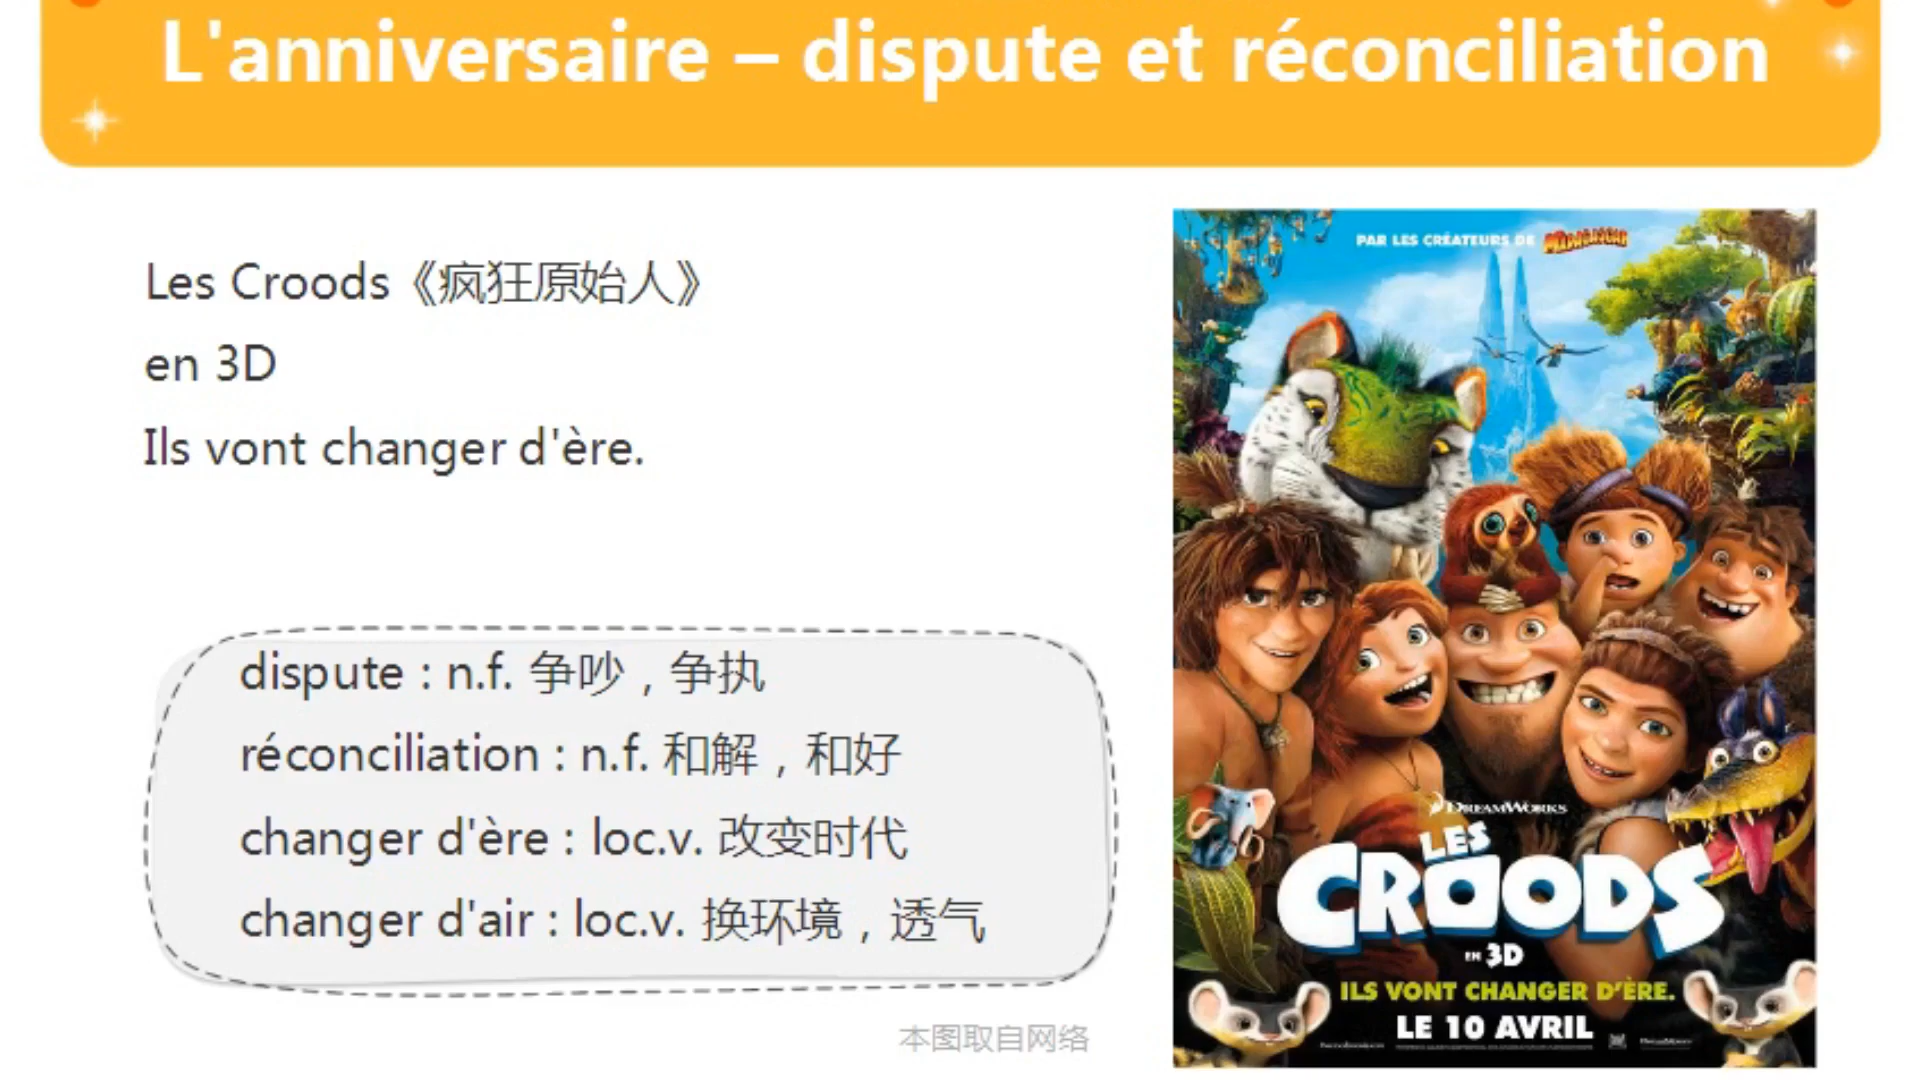 L'anniversaire – dispute et réconciliation
Les Croods《疯狂原始人》
en 3D
Ils vont changer d'ère.
dispute : n.f. 争吵，争执
réconciliation : n.f. 和解，和好
changer d'ère : loc.v. 改变时代
changer d'air : loc.v. 换环境，透气
本图取自网络
PAR LES CRÉATEURS DE MADAGASCAR
DREAMWORKS
LES
CROODS
EN 3D
ILS VONT CHANGER D'ÈRE.
LE 10 AVRIL